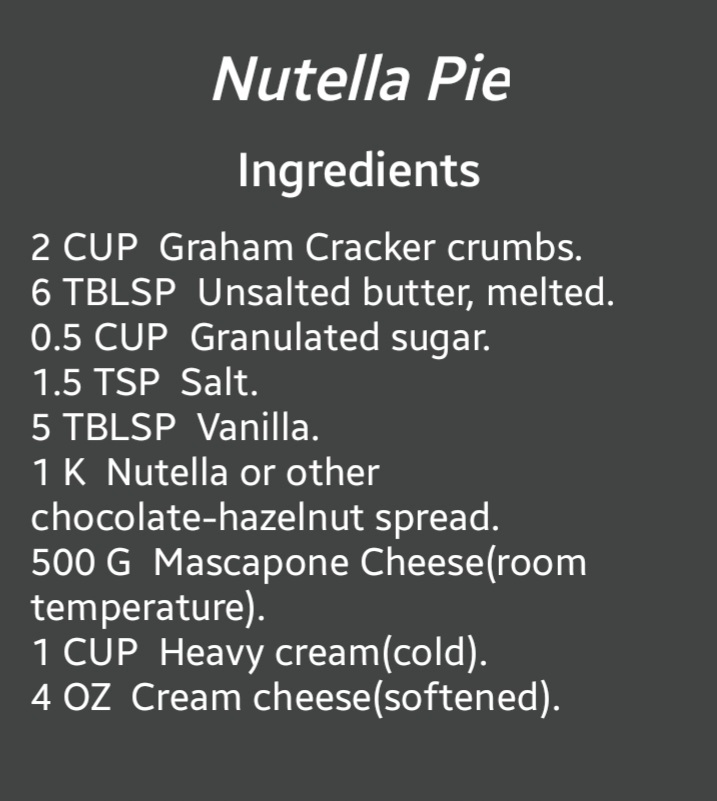 Nutella Pie
Ingredients
2 CUP  Graham Cracker crumbs.
6 TBLSP  Unsalted butter, melted.
0.5 CUP  Granulated sugar.
1.5 TSP  Salt.
5 TBLSP  Vanilla.
1 K  Nutella or other
chocolate-hazelnut spread.
500 G  Mascapone Cheese(room
temperature).
1 CUP  Heavy cream(cold).
4 OZ  Cream cheese(softened).